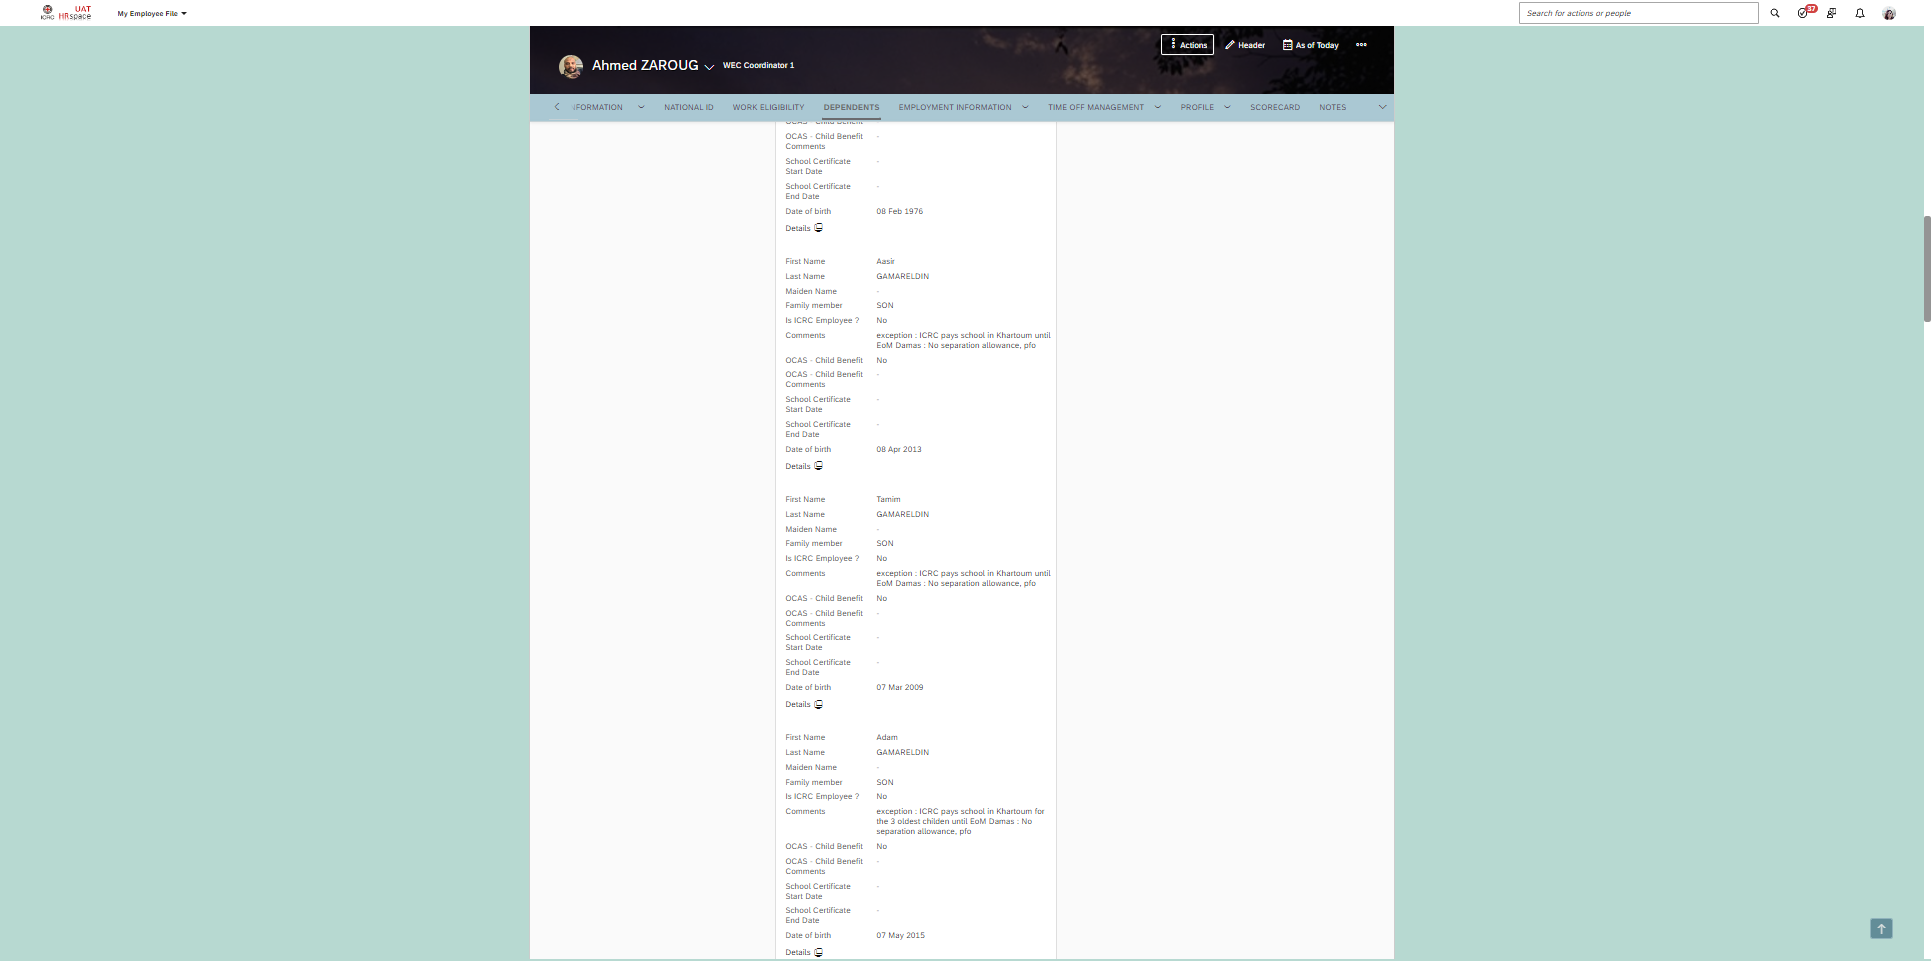 ICRC
UAT
HRspace
My Employee File
Search for actions or people
37
Ahmed ZAROUG
WEC Coordinator 1
Actions
Header
As of Today
FORMATION
NATIONAL ID
WORK ELIGIBILITY
DEPENDENTS
EMPLOYMENT INFORMATION
TIME OFF MANAGEMENT
PROFILE
SCORECARD
NOTES
OCAS - Child Benefit
OCAS - Child Benefit -
Comments
School Certificate -
Start Date
School Certificate -
End Date
Date of birth 08 Feb 1976
Details
First Name Aasir
Last Name GAMARELDIN
Maiden Name -
Family member SON
Is ICRC Employee ? No
Comments exception : ICRC pays school in Khartoum until
EoM Damas : No separation allowance, pfo
OCAS - Child Benefit No
OCAS - Child Benefit -
Comments
School Certificate -
Start Date
School Certificate -
End Date
Date of birth 08 Apr 2013
Details
First Name Tamim
Last Name GAMARELDIN
Maiden Name -
Family member SON
Is ICRC Employee ? No
Comments exception : ICRC pays school in Khartoum until
EoM Damas : No separation allowance, pfo
OCAS - Child Benefit No
OCAS - Child Benefit -
Comments
School Certificate -
Start Date
School Certificate -
End Date
Date of birth 07 Mar 2009
Details
First Name Adam
Last Name GAMARELDIN
Maiden Name -
Family member SON
Is ICRC Employee ? No
Comments exception : ICRC pays school in Khartoum for
the 3 oldest childen until EoM Damas : No
separation allowance, pfo
OCAS - Child Benefit No
OCAS - Child Benefit -
Comments
School Certificate -
Start Date
School Certificate -
End Date
Date of birth 07 May 2015
Details